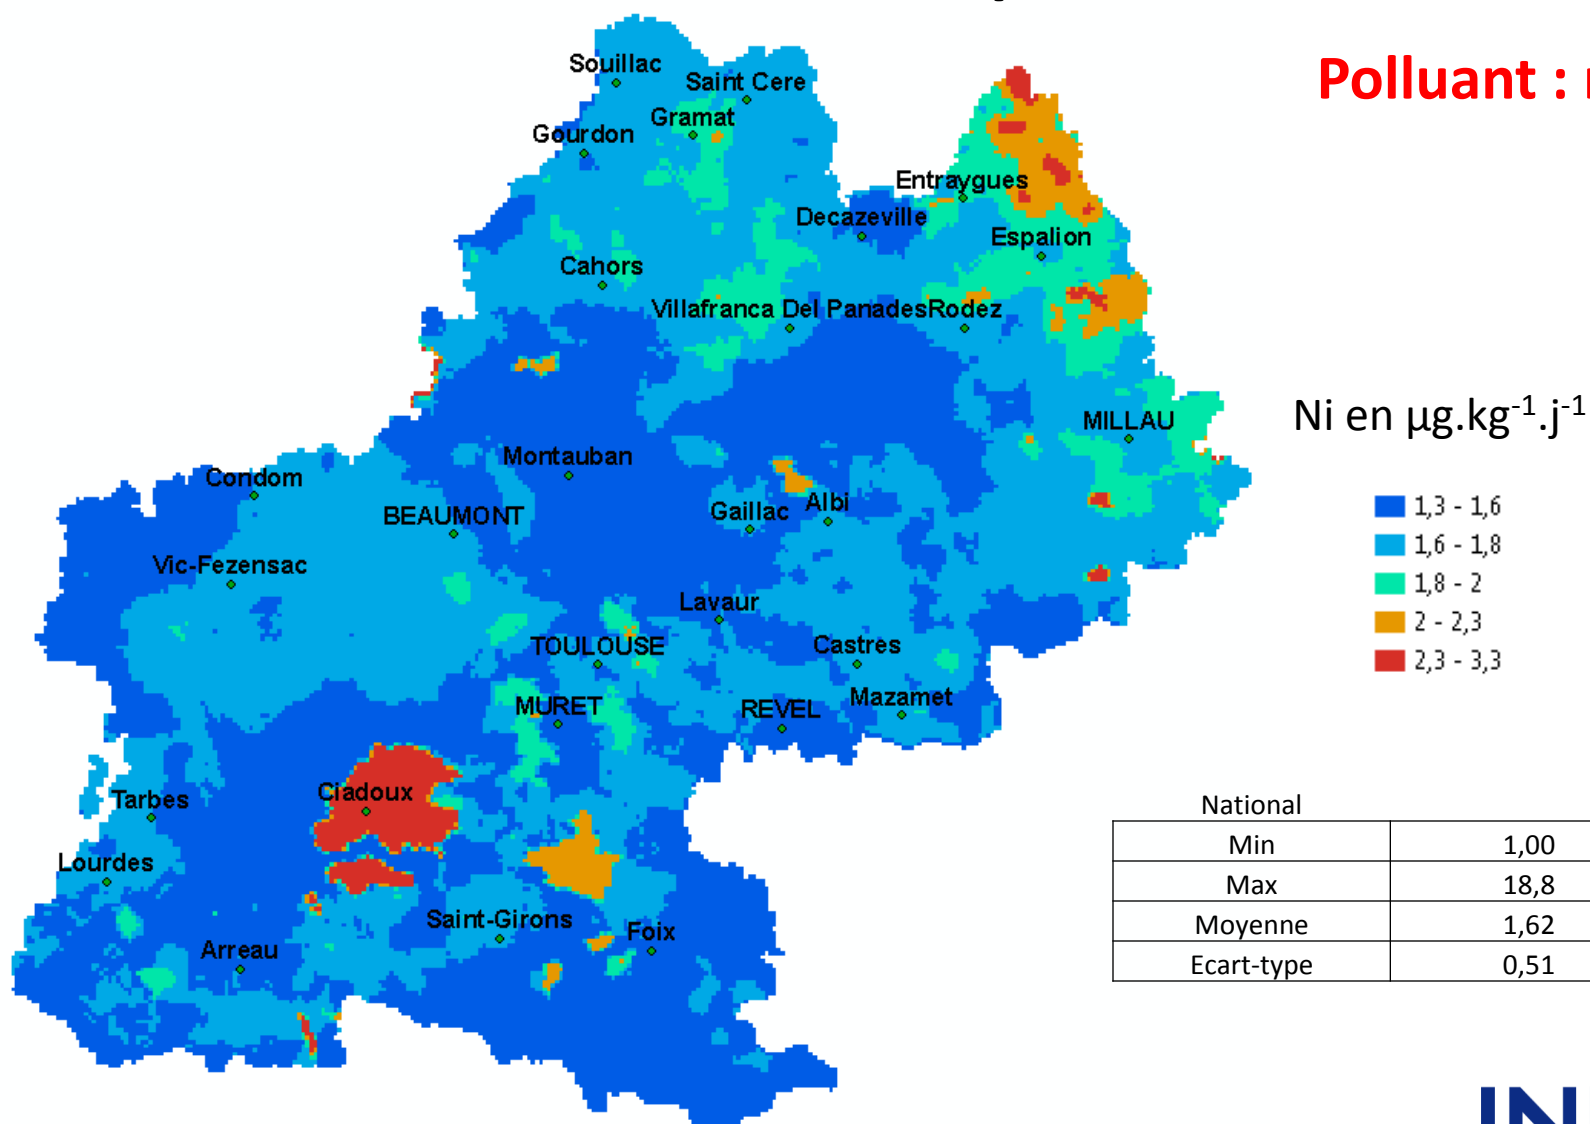 Polluant :
Souillac
Saint Cere
Gramat
Gourdon
Entraygues
Decazeville
Espalion
Cahors
Villafranca Del PanadesRodez
MILLAU
Ni en µg.kg⁻¹.j⁻¹
Montauban
Condom
BEAUMONT
Gaillac
Albi
1,3 - 1,6
1,6 - 1,8
1,8 - 2
2 - 2,3
2,3 - 3,3
Vic-Fezensac
Lavaur
TOULOUSE
Castres
MURET
REVEL
Mazamet
Ciadoux
Tarbes
Lourdes
Saint-Girons
Foix
Arreau
National
Min 1,00
Max 18,8
Moyenne 1,62
Ecart-type 0,51
IN